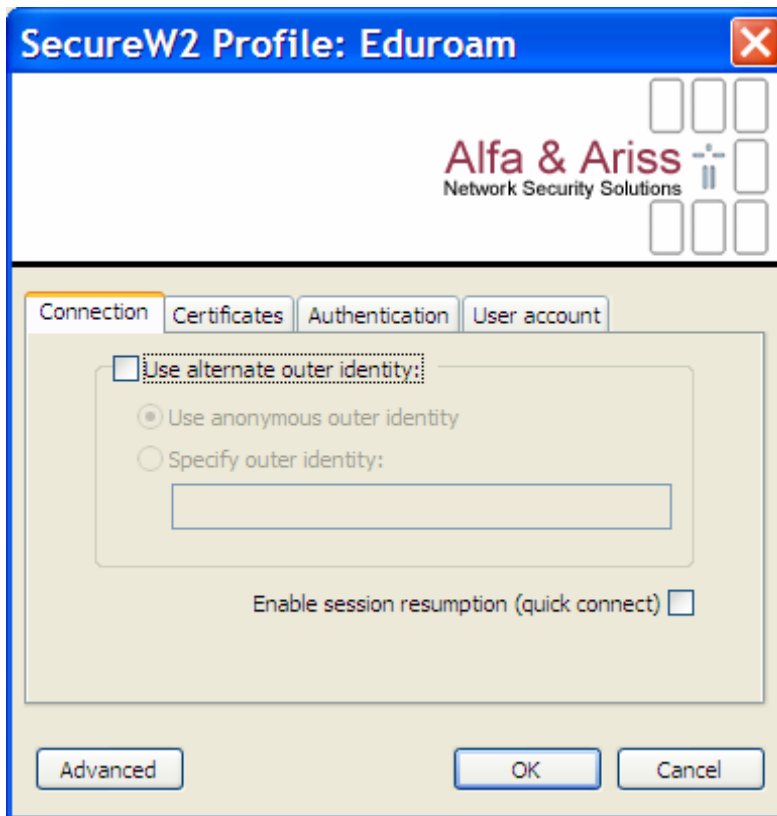 SecureW2 Profile: Eduroam
Alfa & Ariss
Network Security Solutions
Connection Certificates Authentication User account
Use alternate outer identity:
Use anonymous outer identity
Specify outer identity:
Enable session resumption (quick connect)
Advanced OK Cancel